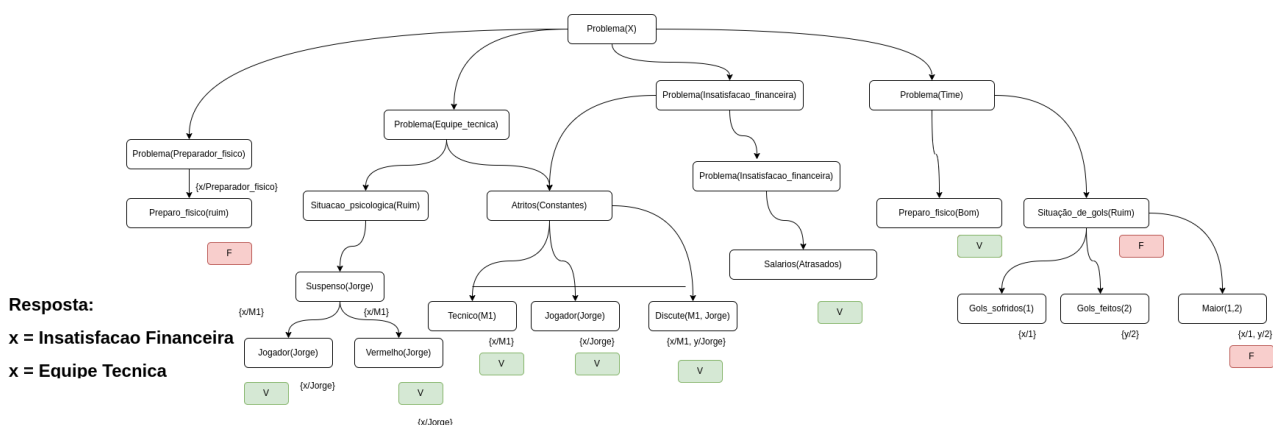 Problema(X)
Problema(Insatisfacao_financeira)
Problema(Time)
Problema(Equipe_tecnica)
Problema(Preparador_fisico)
Problema(Insatisfacao_financeira)
{x/Preparador_fisico}
Preparo_fisico(ruim)
Situacao_psicologica(Ruim)
Atritos(Constantes)
Preparo_fisico(Bom)
Situação_de_gols(Ruim)
F
V
F
Salarios(Atrasados)
Suspenso(Jorge)
Resposta:
{x/M1}
{x/M1}
Tecnico(M1)
Jogador(Jorge)
Discute(M1, Jorge)
V
Gols_sofridos(1)
Gols_feitos(2)
Maior(1,2)
x = Insatisfacao Financeira
{x/M1}
{x/Jorge}
{x/M1, y/Jorge}
{x/1}
{y/2}
{x/1, y/2}
Jogador(Jorge)
Vermelho(Jorge)
V
V
V
F
x = Equipe Tecnica
V
{x/Jorge}
V
{x/Jorge}